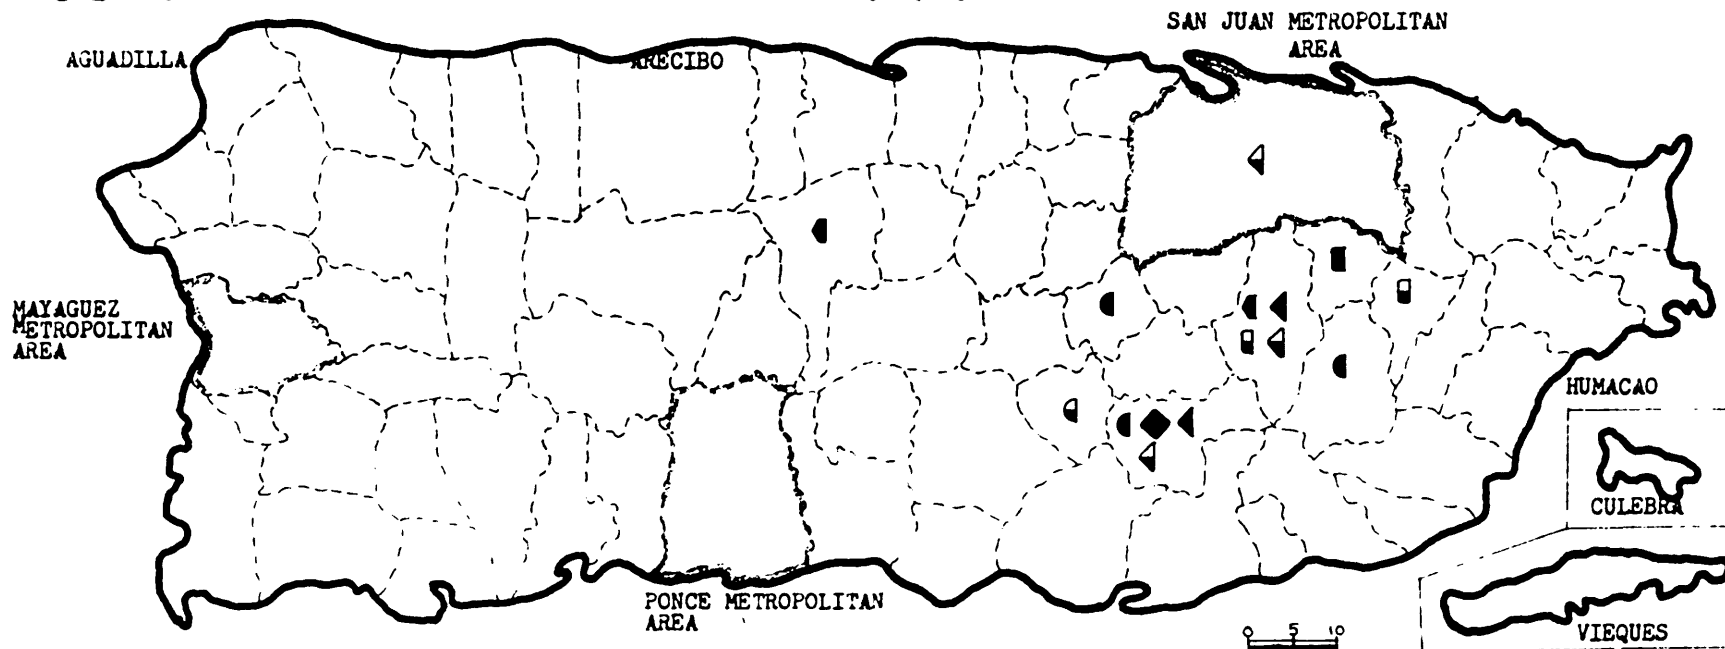 SAN JUAN METROPOLITAN
AREA
AGUADILLA
ARECIBO
MAYAGUEZ
METROPOLITAN
AREA
HUMACAO
CULEBRA
PONCE METROPOLITAN
AREA
0 5 10
VIEQUES